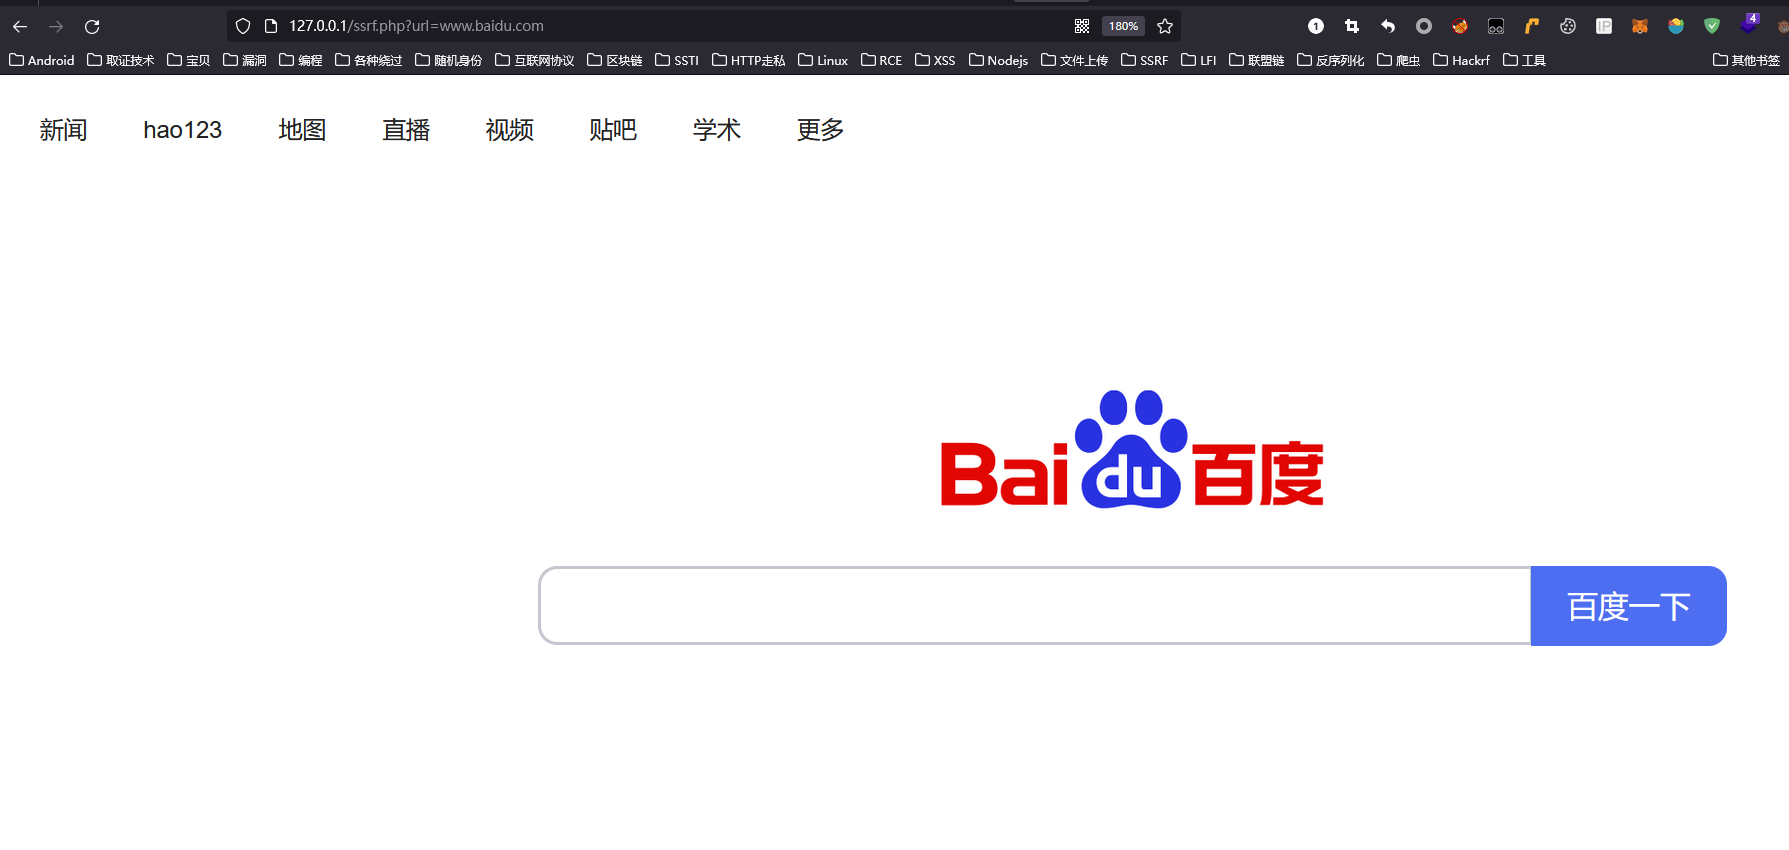 127.0.0.1/ssrf.php?url=www.baidu.com 180% 1 IP 4
Android 取证技术 宝贝 漏洞 编程 各种绕过 随机身份 互联网协议 区块链 SSTI HTTP走私 Linux RCE XSS Nodejs 文件上传 SSRF LFI 联盟链 反序列化 爬虫 Hackrf 工具 其他书签
新闻 hao123 地图 直播 视频 贴吧 学术 更多
Bai du 百度
百度一下